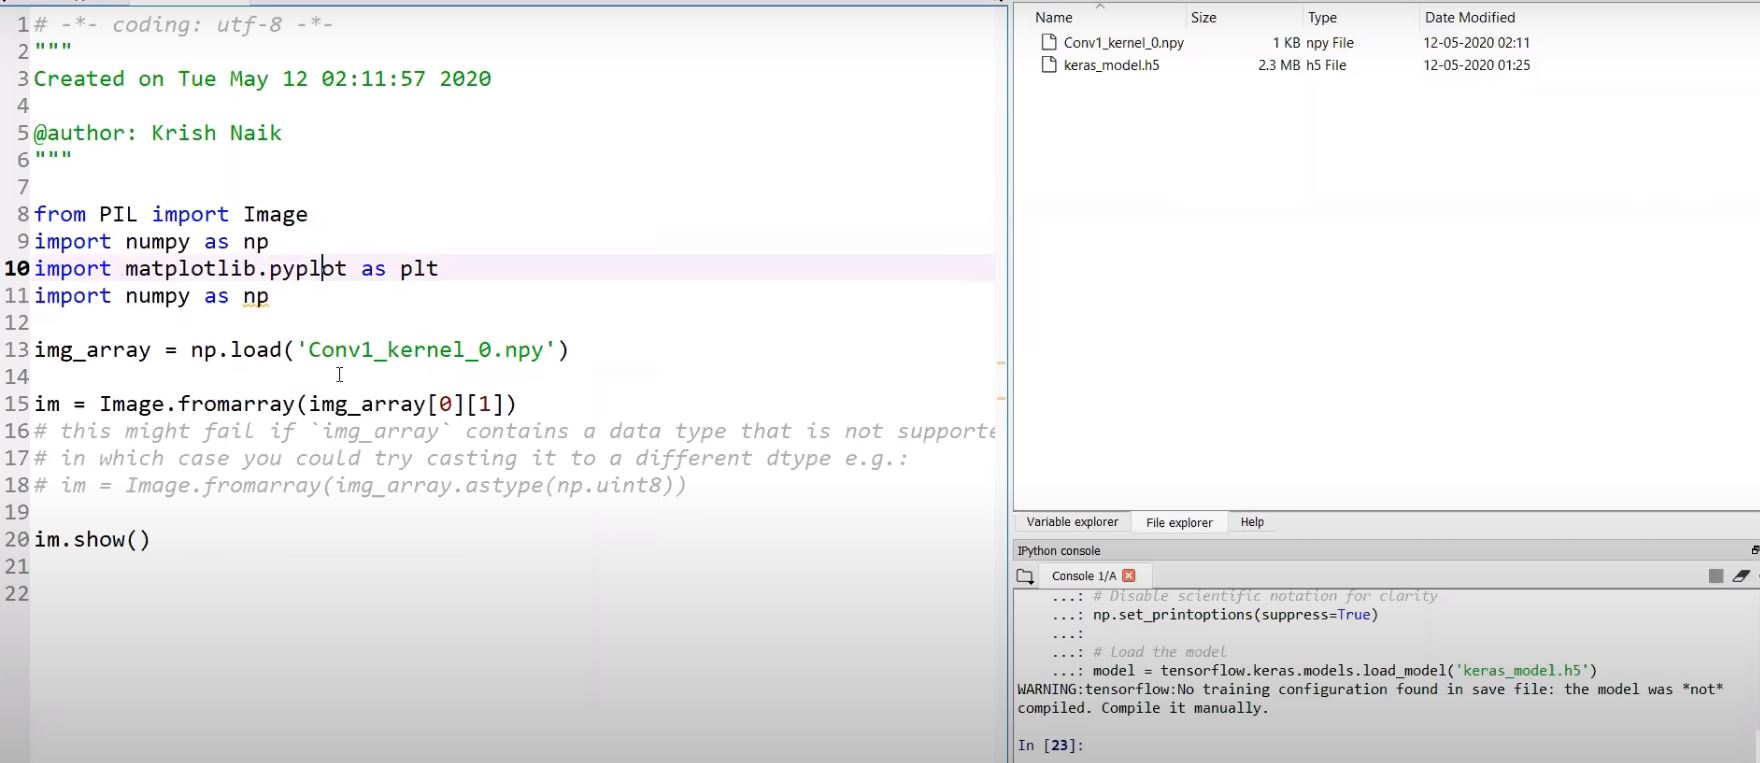 1 # -*- coding: utf-8 -*-
2 """
3 Created on Tue May 12 02:11:57 2020
4
5 @author: Krish Naik
6 """
7
8 from PIL import Image
9 import numpy as np
10 import matplotlib.pyplot as plt
11 import numpy as np
12
13 img_array = np.load('Conv1_kernel_0.npy')
14
15 im = Image.fromarray(img_array[0][1])
16 # this might fail if `img_array` contains a data type that is not supporte
17 # in which case you could try casting it to a different dtype e.g.:
18 # im = Image.fromarray(img_array.astype(np.uint8))
19
20 im.show()
21
22
Name Size Type Date Modified
Conv1_kernel_0.npy 1 KB npy File 12-05-2020 02:11
keras_model.h5 2.3 MB h5 File 12-05-2020 01:25
Variable explorer File explorer Help
IPython console
Console 1/A
...: # Disable scientific notation for clarity
...: np.set_printoptions(suppress=True)
...:
...: # Load the model
...: model = tensorflow.keras.models.load_model('keras_model.h5')
WARNING:tensorflow:No training configuration found in save file: the model was *not*
compiled. Compile it manually.
In [23]: